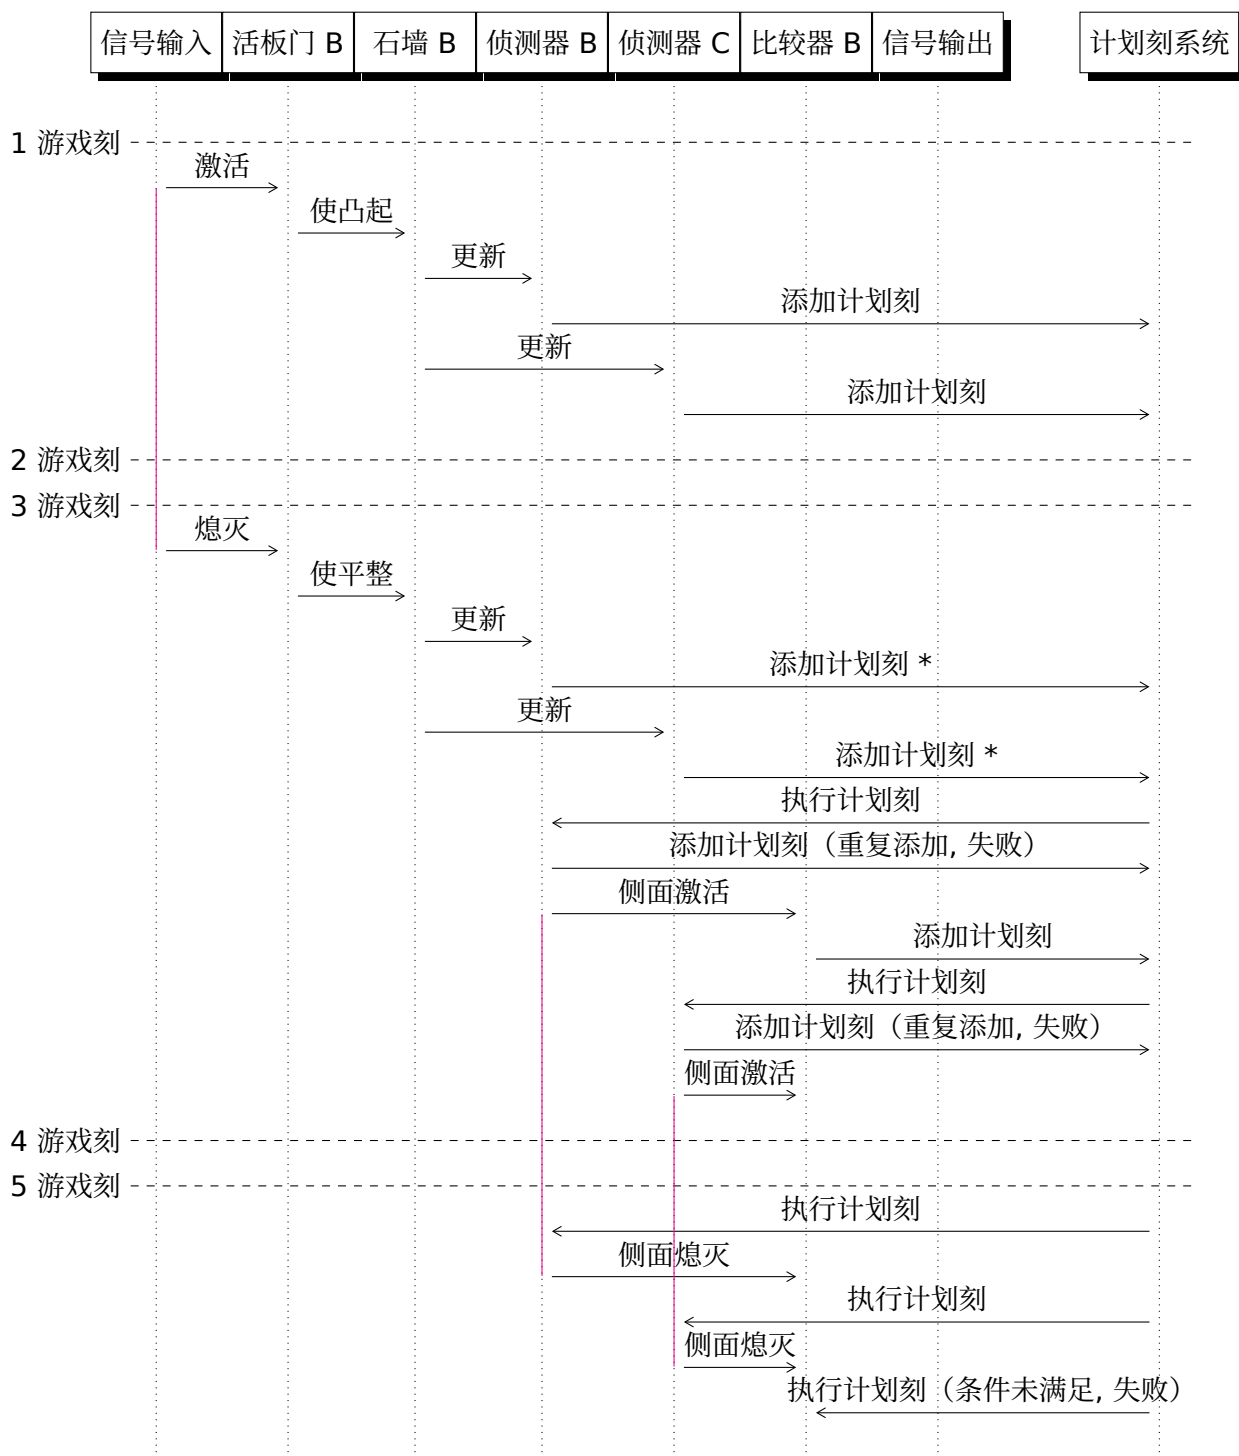 信号输入 活板门 B 石墙 B 侦测器 B 侦测器 C 比较器 B 信号输出 计划刻系统
1 游戏刻
激活
使凸起
更新
添加计划刻
更新
添加计划刻
2 游戏刻
3 游戏刻
熄灭
使平整
更新
添加计划刻 *
更新
添加计划刻 *
执行计划刻
添加计划刻（重复添加, 失败）
侧面激活
添加计划刻
执行计划刻
添加计划刻（重复添加, 失败）
侧面激活
4 游戏刻
5 游戏刻
执行计划刻
侧面熄灭
执行计划刻
侧面熄灭
执行计划刻（条件未满足, 失败）